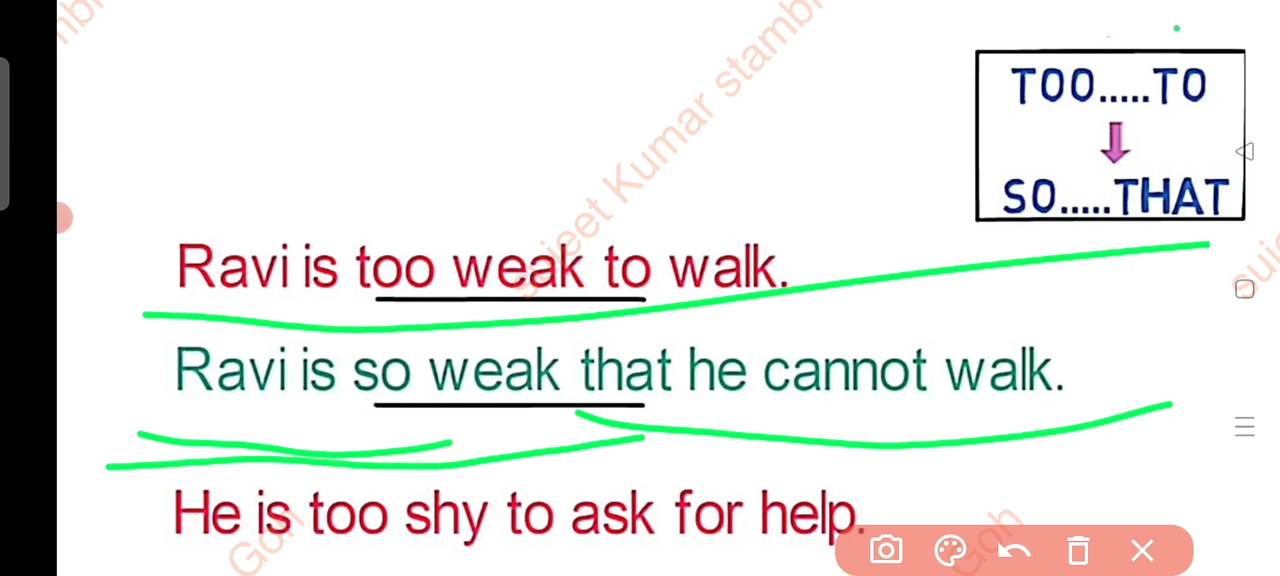 TOO.....TO
SO.....THAT
Ravi is too weak to walk.
Ravi is so weak that he cannot walk.
He is too shy to ask for help.
Kumar